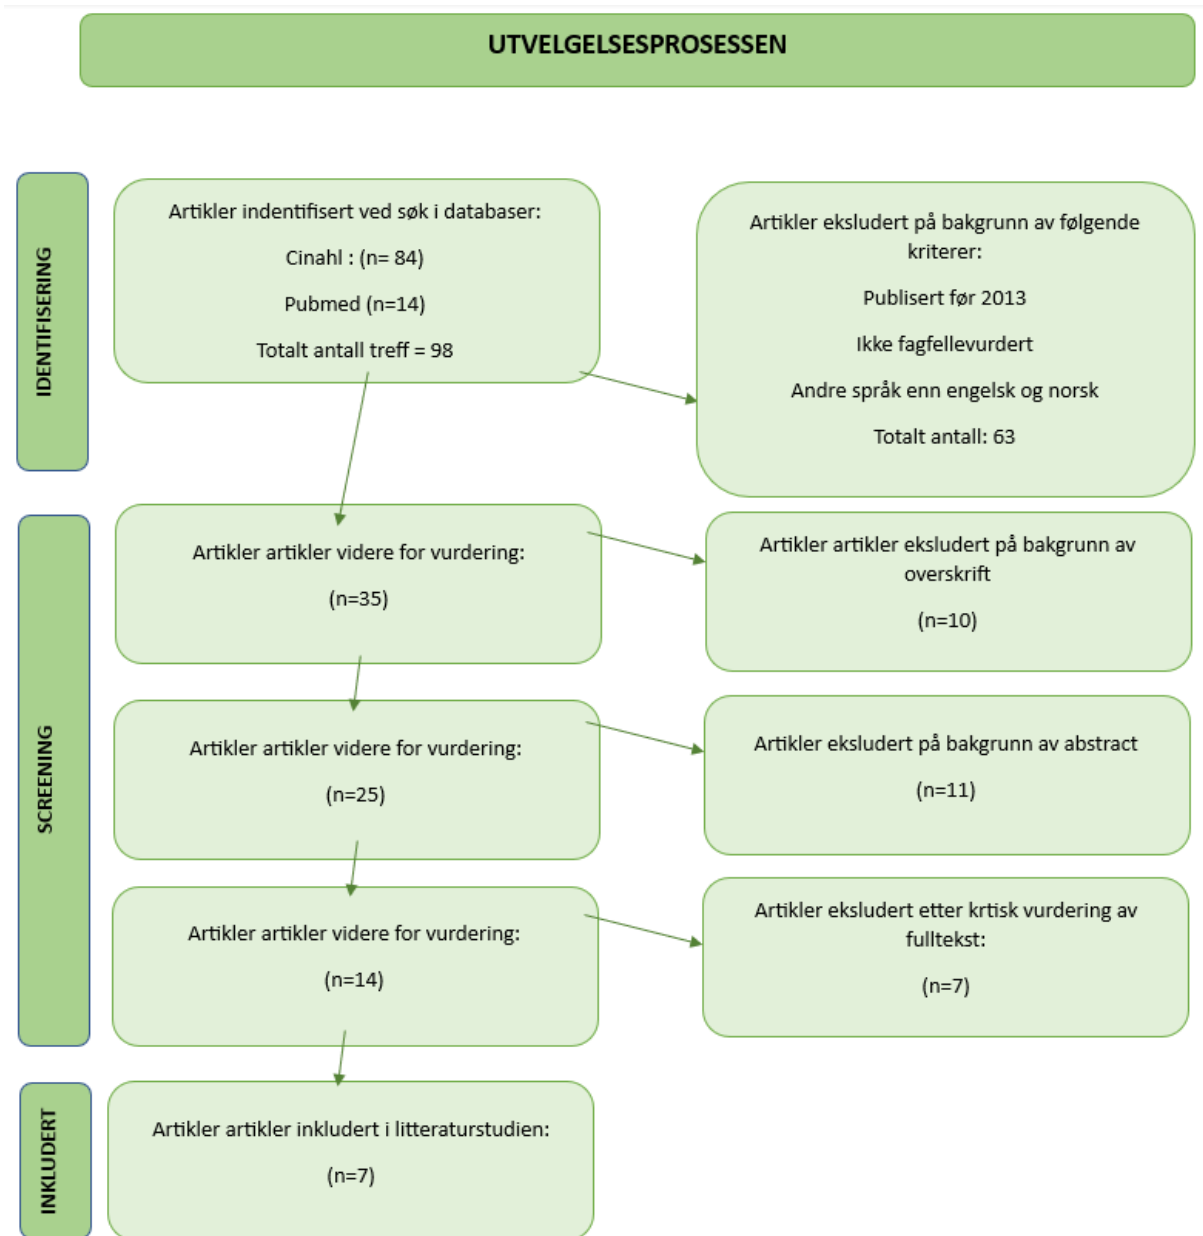 UTVELGELSESPROSESSEN
IDENTIFISERING
Artikler indentifisert ved søk i databaser:
Cinahl : (n= 84)
Pubmed (n=14)
Totalt antall treff = 98
Artikler eksludert på bakgrunn av følgende
kriterer:
Publisert før 2013
Ikke fagfellevurdert
Andre språk enn engelsk og norsk
Totalt antall: 63
SCREENING
Artikler artikler videre for vurdering:
(n=35)
Artikler artikler eksludert på bakgrunn av
overskrift
(n=10)
Artikler artikler videre for vurdering:
(n=25)
Artikler eksludert på bakgrunn av abstract
(n=11)
Artikler artikler videre for vurdering:
(n=14)
Artikler eksludert etter krtisk vurdering av
fulltekst:
(n=7)
INKLUDERT
Artikler artikler inkludert i litteraturstudien:
(n=7)